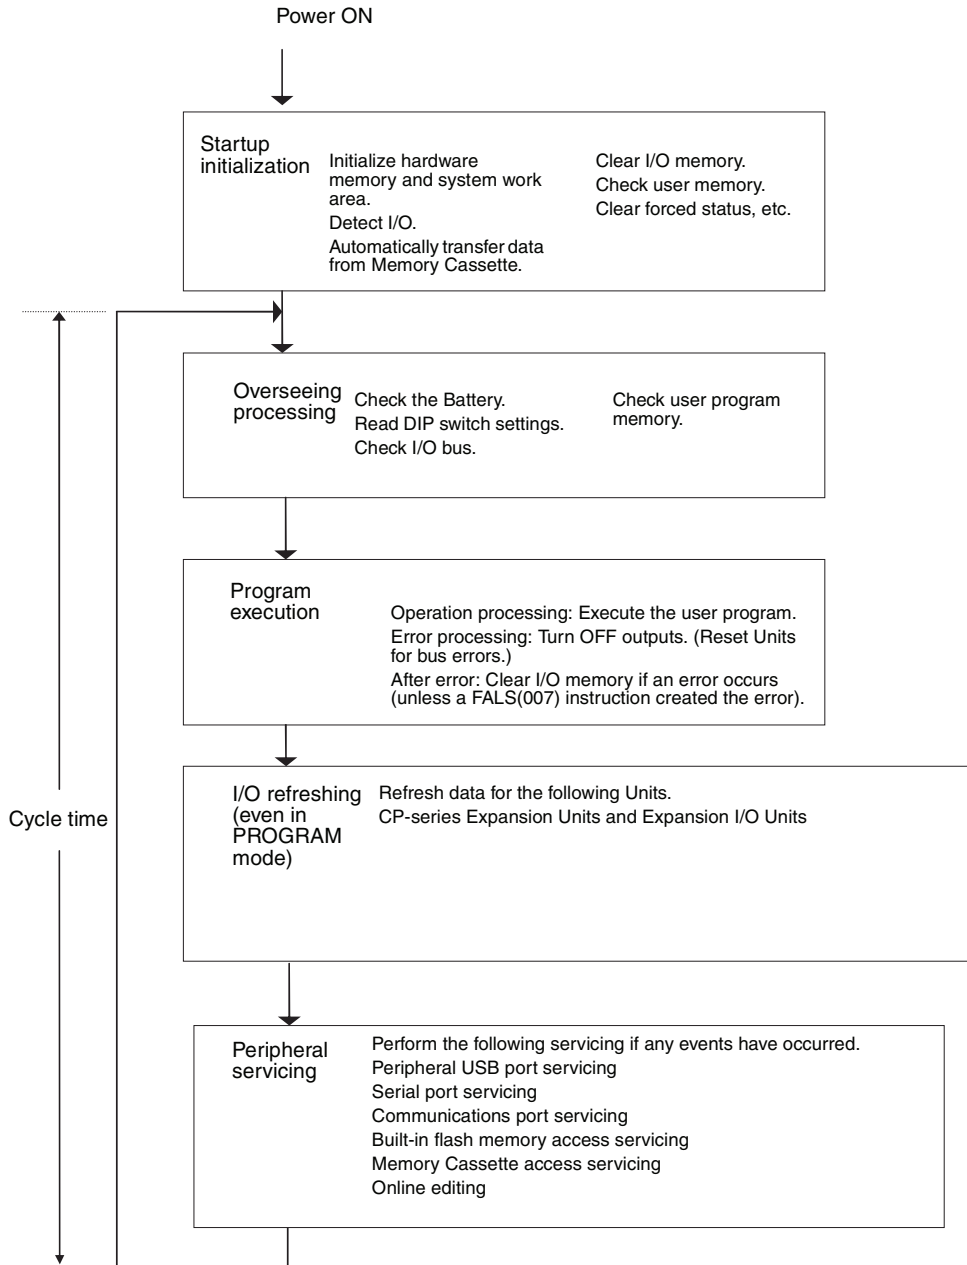 Power ON
Startup
initialization
Initialize hardware
memory and system work
area.
Detect I/O.
Automatically transfer data
from Memory Cassette.
Clear I/O memory.
Check user memory.
Clear forced status, etc.
Overseeing
processing
Check the Battery.
Read DIP switch settings.
Check I/O bus.
Check user program
memory.
Program
execution
Operation processing: Execute the user program.
Error processing: Turn OFF outputs. (Reset Units
for bus errors.)
After error: Clear I/O memory if an error occurs
(unless a FALS(007) instruction created the error).
Cycle time
I/O refreshing
(even in
PROGRAM
mode)
Refresh data for the following Units.
CP-series Expansion Units and Expansion I/O Units
Peripheral
servicing
Perform the following servicing if any events have occurred.
Peripheral USB port servicing
Serial port servicing
Communications port servicing
Built-in flash memory access servicing
Memory Cassette access servicing
Online editing